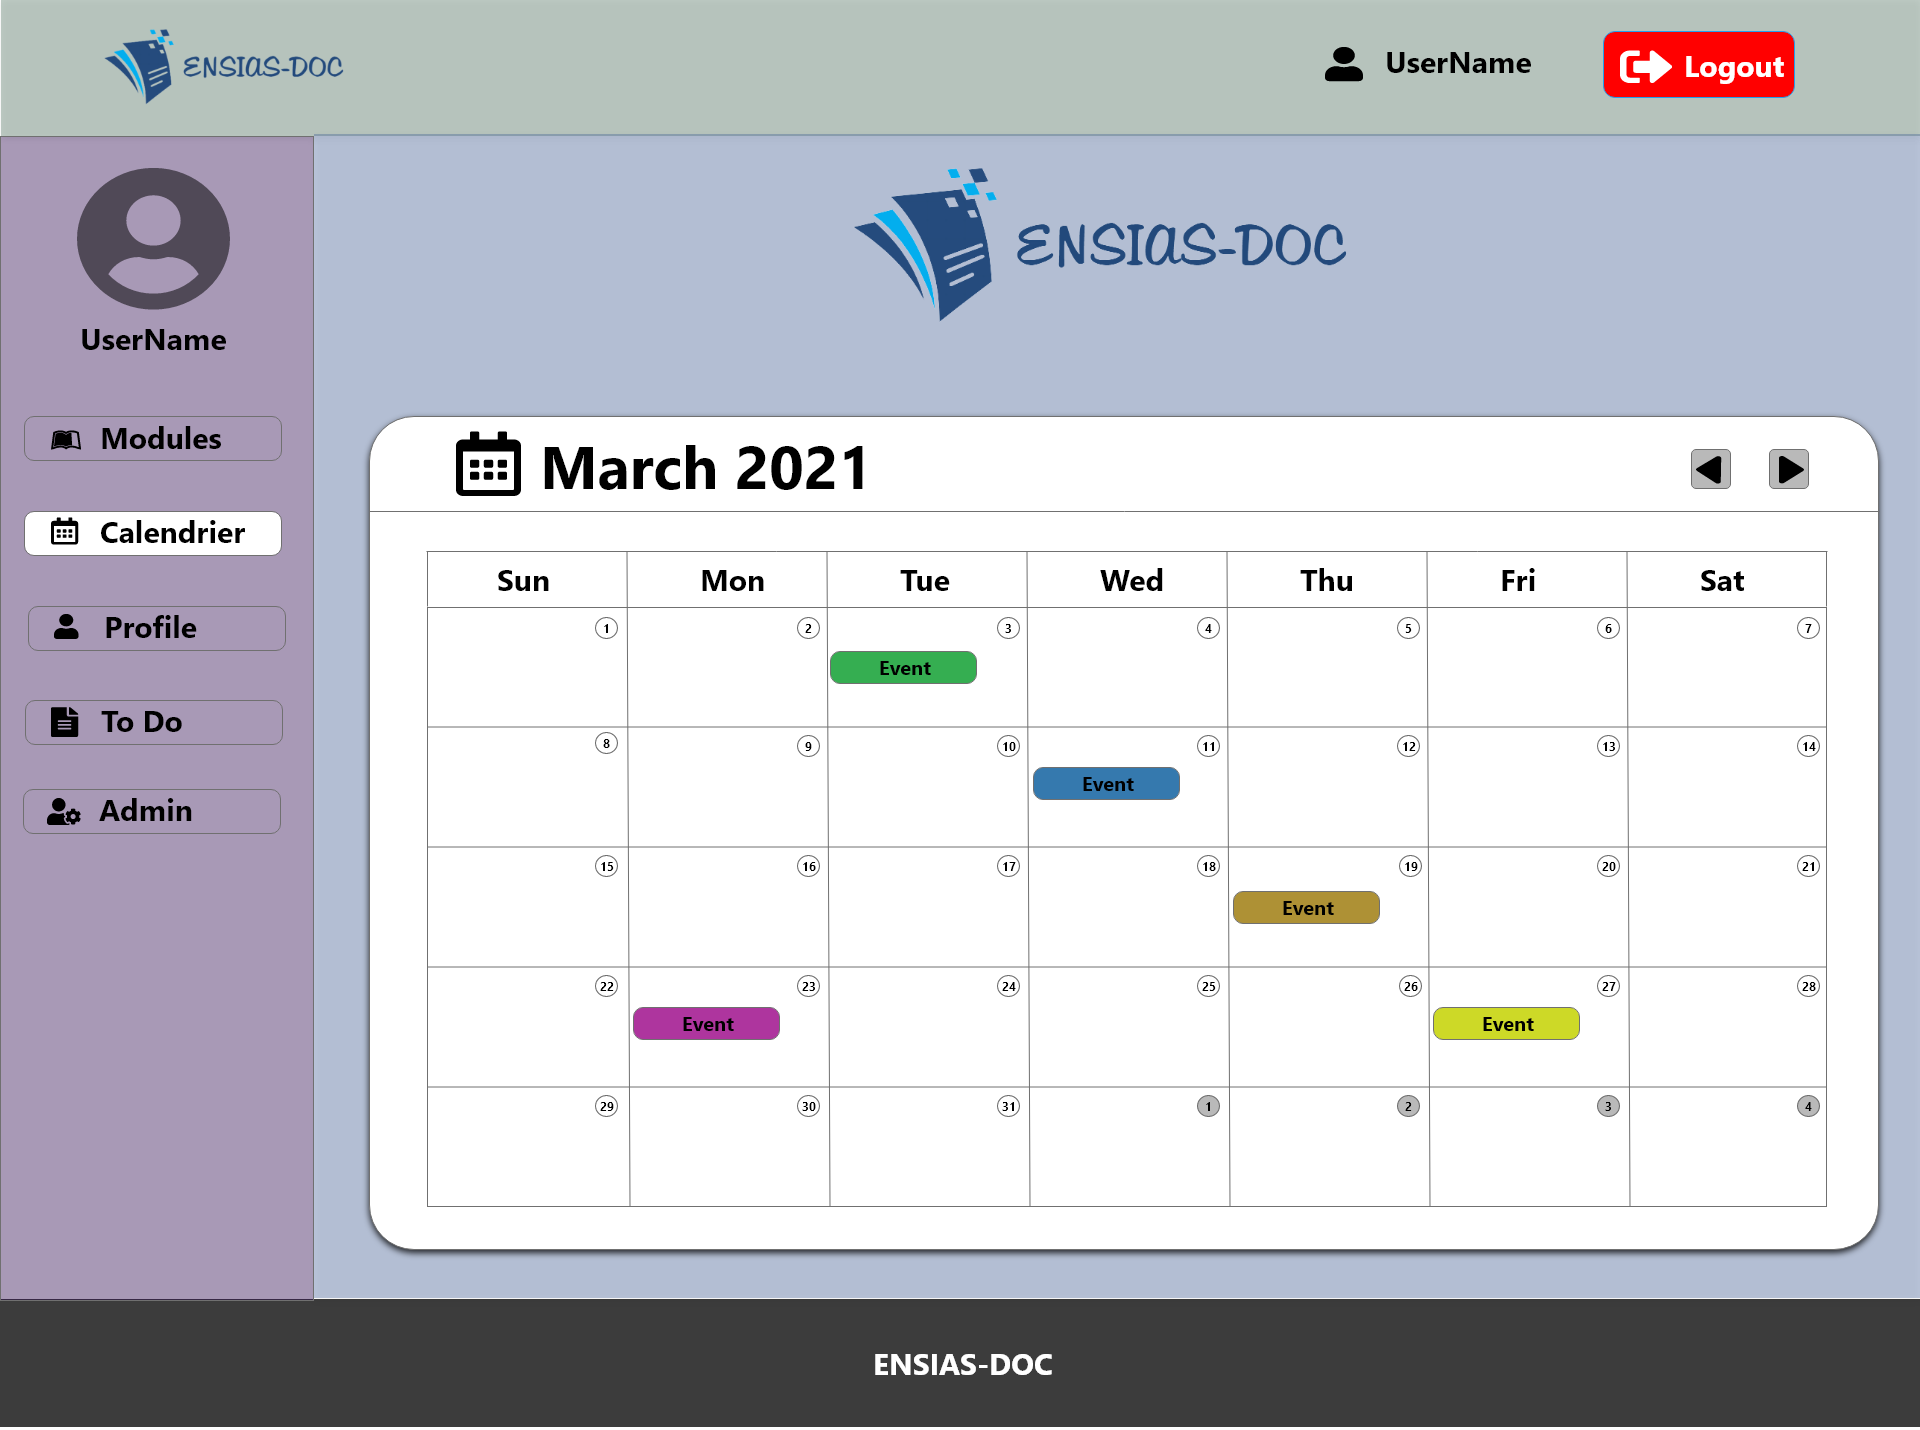 ENSIAS-DOC
UserName
Logout
UserName
Modules
Calendrier
Profile
To Do
Admin
ENSIAS-DOC
March 2021
Sun Mon Tue Wed Thu Fri Sat
1 2 3 4 5 6 7
Event
8 9 10 11 12 13 14
Event
15 16 17 18 19 20 21
Event
22 23 24 25 26 27 28
Event Event
29 30 31 1 2 3 4
ENSIAS-DOC